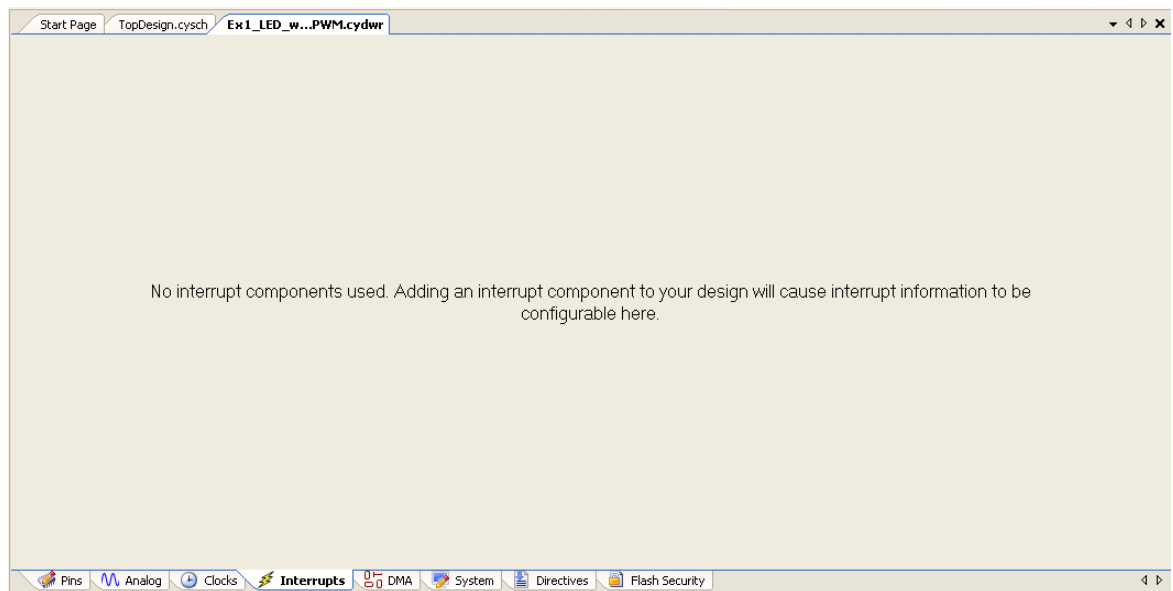 Start Page TopDesign.cysch Ex1_LED_w...PWM.cydwr
No interrupt components used. Adding an interrupt component to your design will cause interrupt information to be
configurable here.
Pins Analog Clocks Interrupts DMA System Directives Flash Security